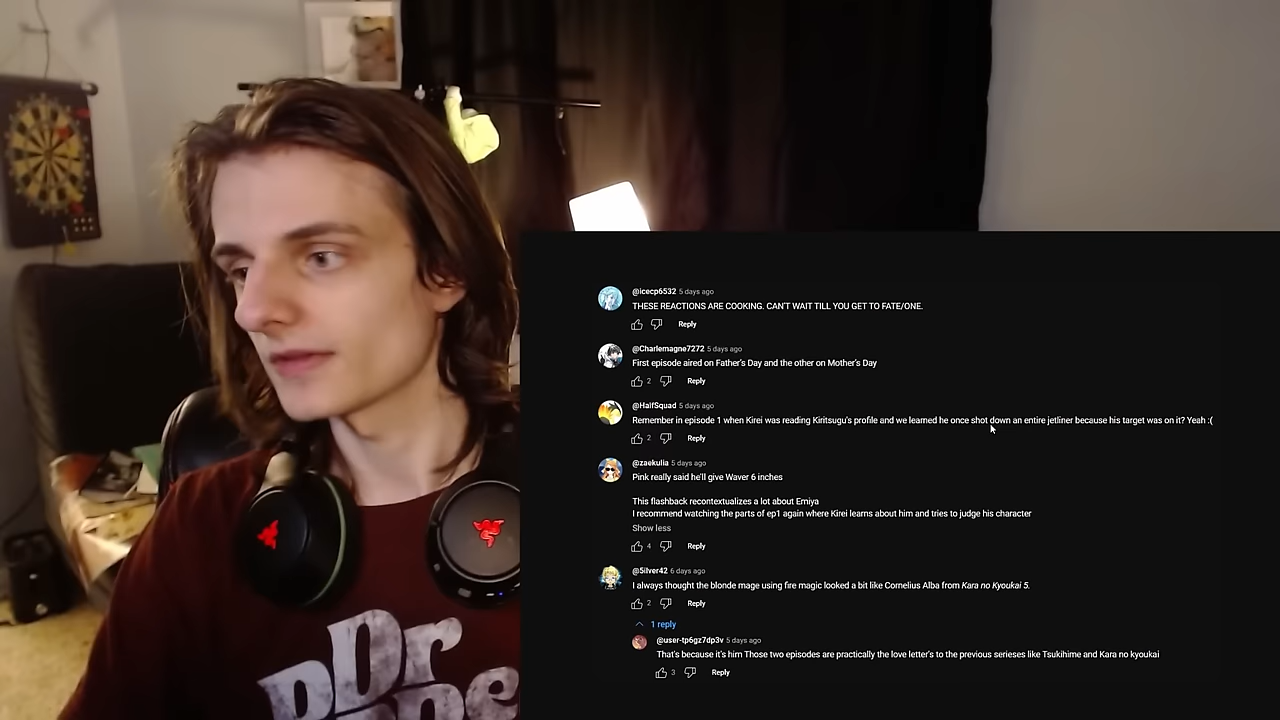 @icecp6532 5 days ago
THESE REACTIONS ARE COOKING. CAN'T WAIT TILL YOU GET TO FATE/ONE.
Reply
@Charlemagne7272 5 days ago
First episode aired on Father's Day and the other on Mother's Day
2 Reply
@HalfSquad 5 days ago
Remember in episode 1 when Kirei was reading Kiritsugu's profile and we learned he once shot down an entire jetliner because his target was on it? Yeah :(
2 Reply
@zaekulia 5 days ago
Pink really said he'll give Waver 6 inches
This flashback recontextualizes a lot about Emiya
I recommend watching the parts of ep1 again where Kirei learns about him and tries to judge his character
Show less
4 Reply
@5ilver42 6 days ago
I always thought the blonde mage using fire magic looked a bit like Cornelius Alba from Kara no Kyoukai 5.
2 Reply
1 reply
@user-tp6gz7dp3v 5 days ago
That's because it's him Those two episodes are practically the love letter's to the previous serieses like Tsukihime and Kara no kyoukai
3 Reply
Dr